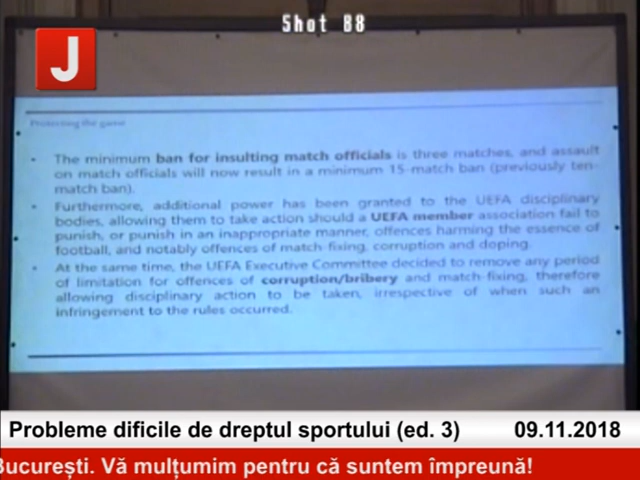 Shot 88
J
Protecting the game
• The minimum ban for insulting match officials is three matches, and assault
on match officials will now result in a minimum 15-match ban (previously ten-
match ban).
• Furthermore, additional power has been granted to the UEFA disciplinary
bodies, allowing them to take action should a UEFA member association fail to
punish, or punish in an inappropriate manner, offences harming the essence of
football, and notably offences of match-fixing, corruption and doping.
• At the same time, the UEFA Executive Committee decided to remove any period
of limitation for offences of corruption/bribery and match-fixing, therefore
allowing disciplinary action to be taken, irrespective of when such an
infringement to the rules occurred.
Probleme dificile de dreptul sportului (ed. 3) 09.11.2018
București. Vă mulțumim pentru că suntem împreună!